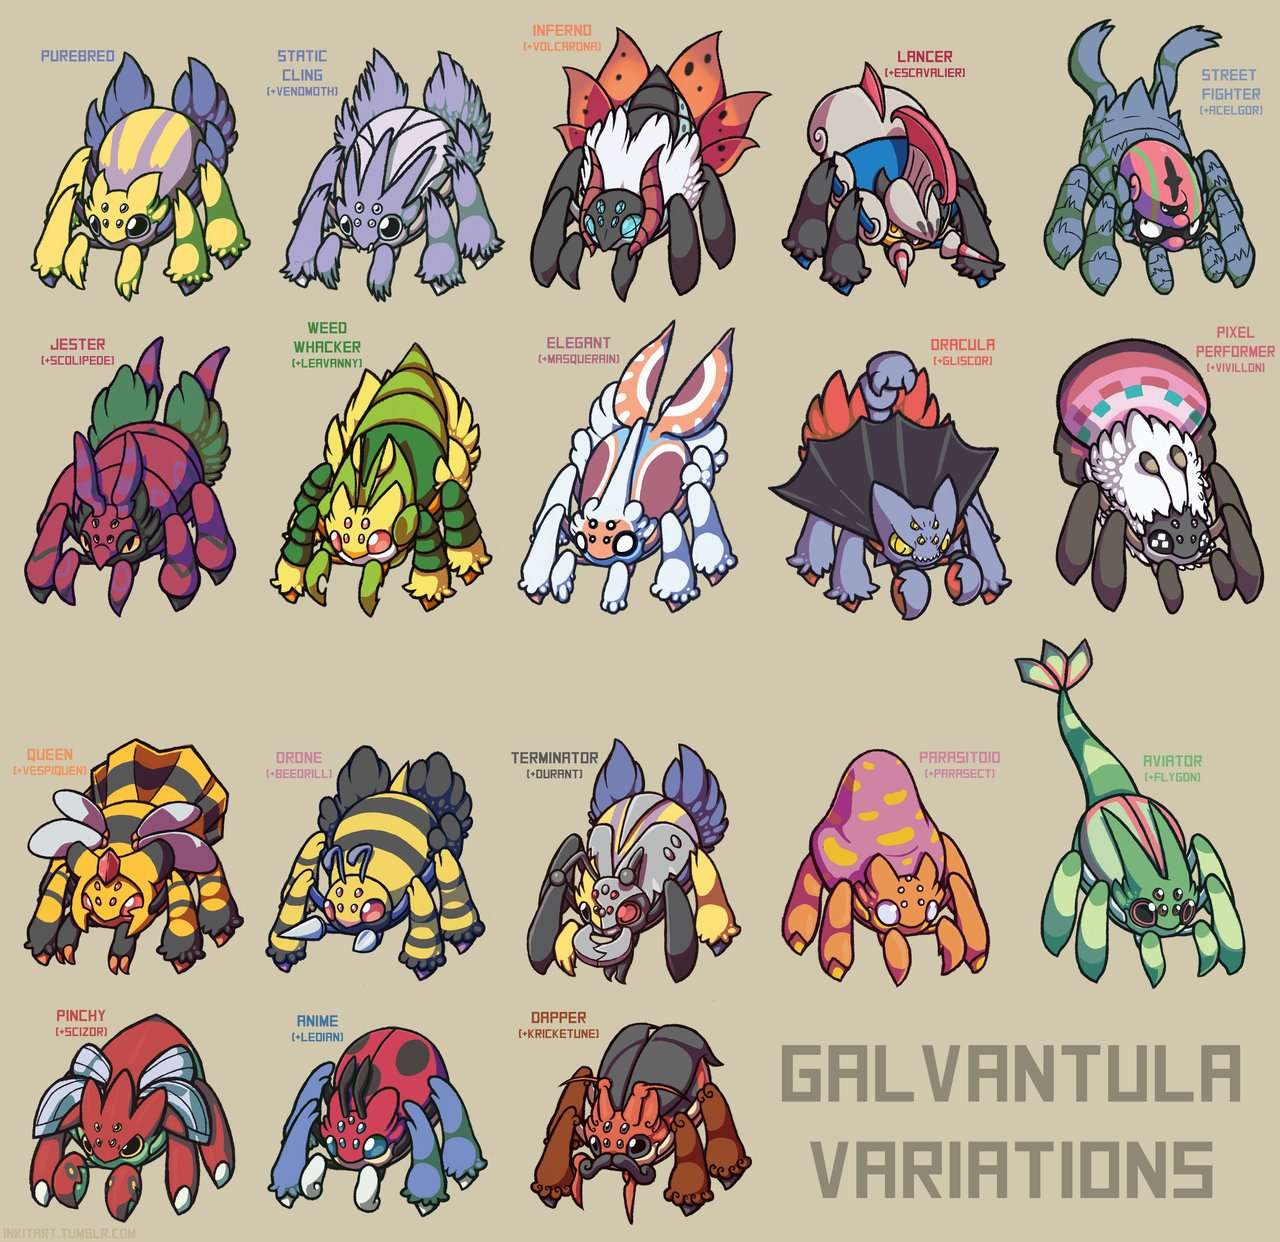 PUREBRED
STATIC
CLING
(+VENOMOTH)
INFERNO
(+VOLCARONA)
LANCER
(+ESCAVALIER)
STREET
FIGHTER
(+ACELGOR)
JESTER
(+SCOLIPEDE)
WEED
WHACKER
(+LEAVANNY)
ELEGANT
(+MASQUERAIN)
DRACULA
(+GLISCOR)
PIXEL
PERFORMER
(+VIVILLON)
QUEEN
(+VESPIQUEN)
DRONE
(+BEEDRILL)
TERMINATOR
(+DURANT)
PARASITOID
(+PARASECT)
AVIATOR
(+FLYGON)
PINCHY
(+SCIZOR)
ANIME
(+LEDIAN)
DAPPER
(+KRICKETUNE)
GALVANTULA
VARIATIONS
INKITART.TUMBLR.COM